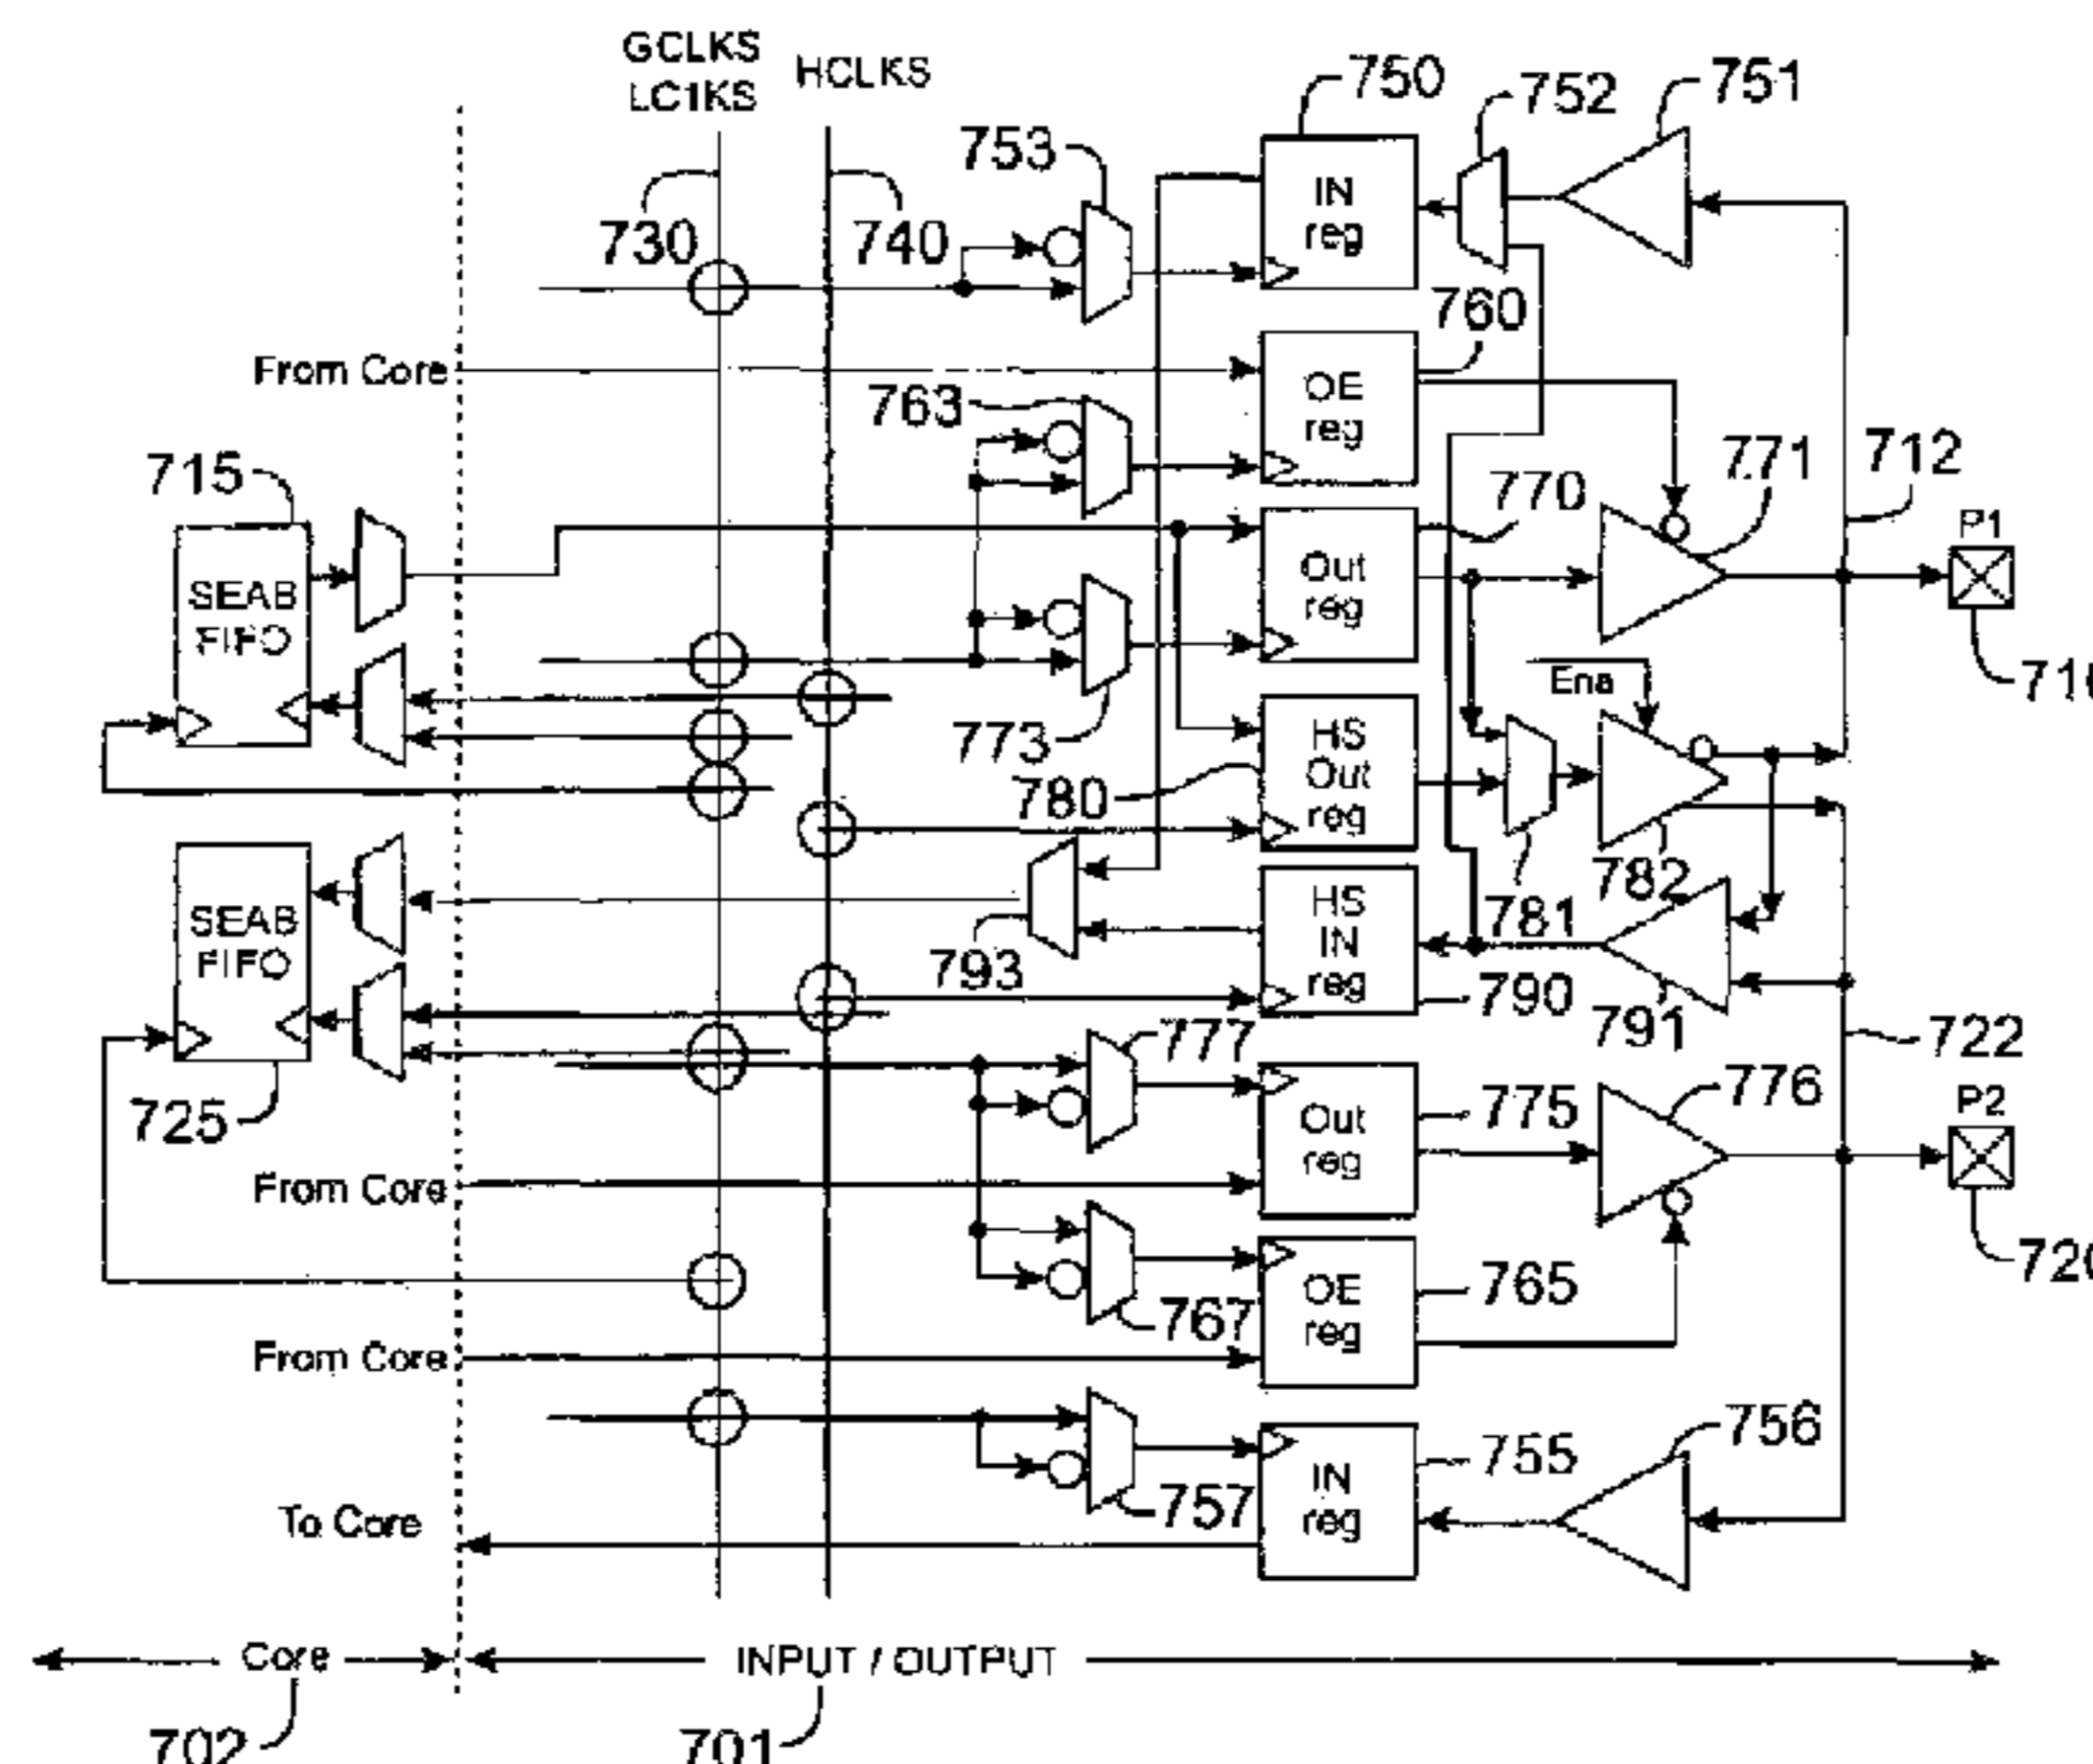 GCLKS
LC1KS
HCLKS
750
752
751
753
IN
reg
730
740
760
From Core
763
OE
reg
715
770
771
712
P1
SEAB
FIFO
Out
reg
Ena
710
773
HS
Out
reg
780
781
782
SEAB
FIFO
HS
IN
reg
793
790
791
722
777
725
Out
reg
775
776
P2
From Core
720
OE
reg
765
767
From Core
757
IN
reg
755
756
To Core
Core
INPUT / OUTPUT
702
701